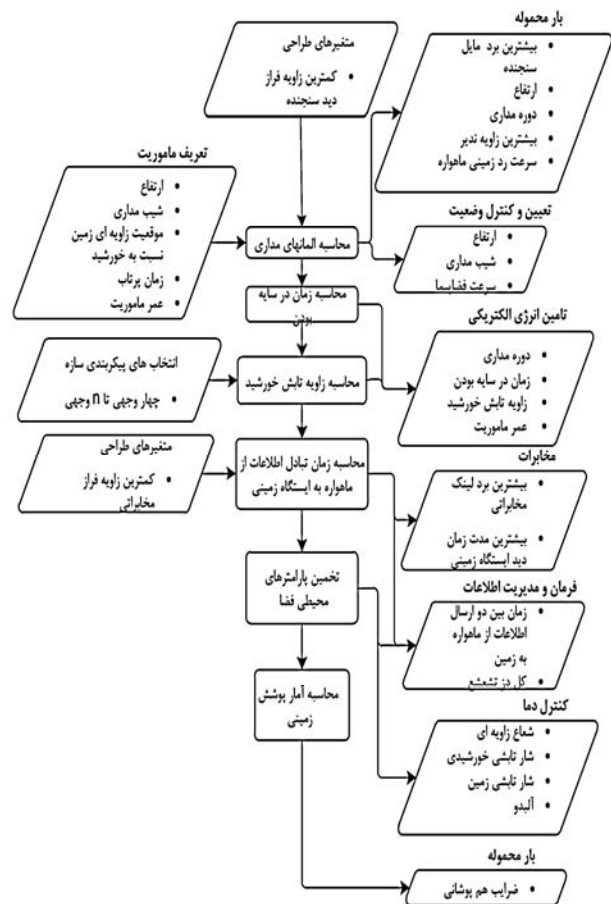 بار محموله
بیشترین برد مایل
سنجنده
ارتفاع
دوره مداری
بیشترین زاویه ندیر
سرعت رد زمینی ماهواره
متغیرهای طراحی
کمترین زاویه فراز
دید سنجنده
تعریف ماموریت
ارتفاع
شیب مداری
موقعیت زاویه ای زمین
نسبت به خورشید
زمان پرتاب
عمر ماموریت
محاسبه المانهای مداری
تعیین و کنترل وضعیت
ارتفاع
شیب مداری
سرعت فضاپیما
محاسبه زمان در سایه
بودن
تامین انرژی الکتریکی
دوره مداری
زمان در سایه بودن
زاویه تابش خورشید
عمر ماموریت
انتخاب های پیکربندی سازه
چهار وجهی تا n وجهی
محاسبه زاویه تابش خورشید
متغیرهای طراحی
کمترین زاویه فراز
مخابراتی
محاسبه زمان تبادل اطلاعات از
ماهواره به ایستگاه زمینی
مخابرات
بیشترین برد لینک
مخابراتی
بیشترین مدت زمان
دید ایستگاه زمینی
تخمین پارامترهای
محیطی فضا
فرمان و مدیریت اطلاعات
زمان بین دو ارسال
اطلاعات از ماهواره
به زمین
کل دز تشعشع
محاسبه آمار پوشش
زمینی
کنترل دما
شعاع زاویه ای
شار تابشی خورشیدی
شار تابشی زمین
آلبدو
بار محموله
ضرایب هم پوشانی